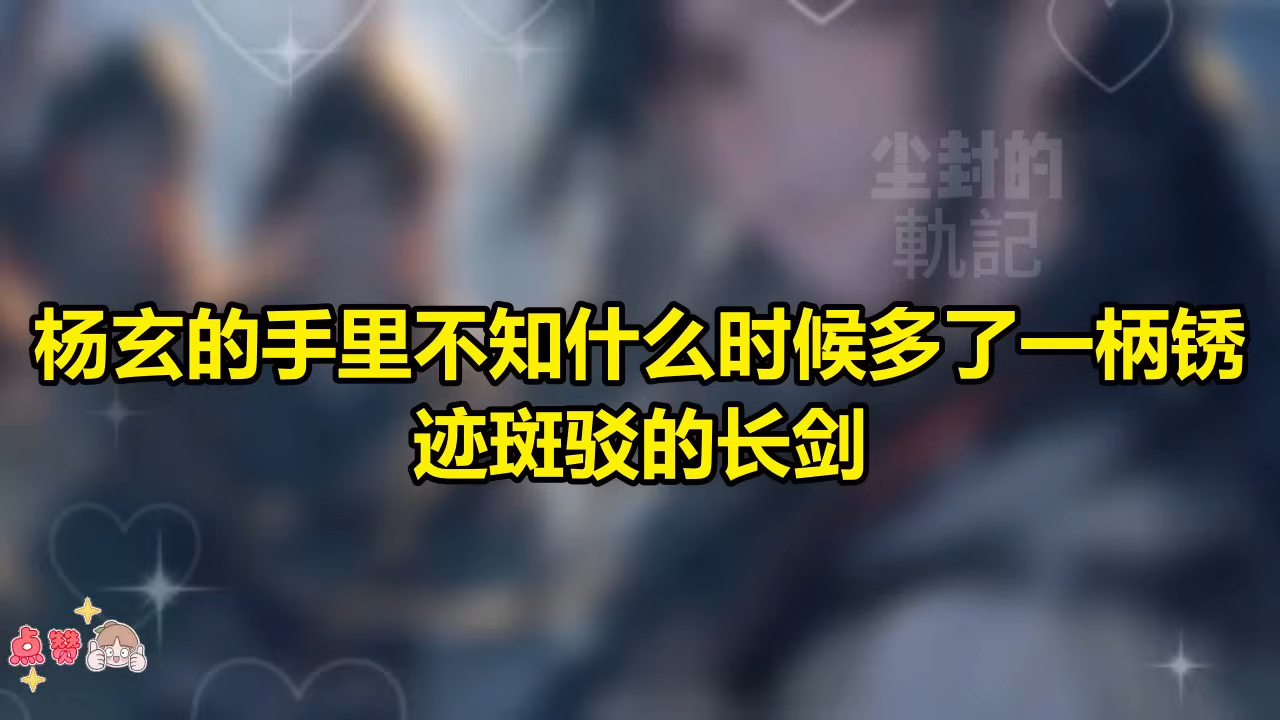 尘封的
軌記
杨玄的手里不知什么时候多了一柄锈
迹斑驳的长剑
点赞